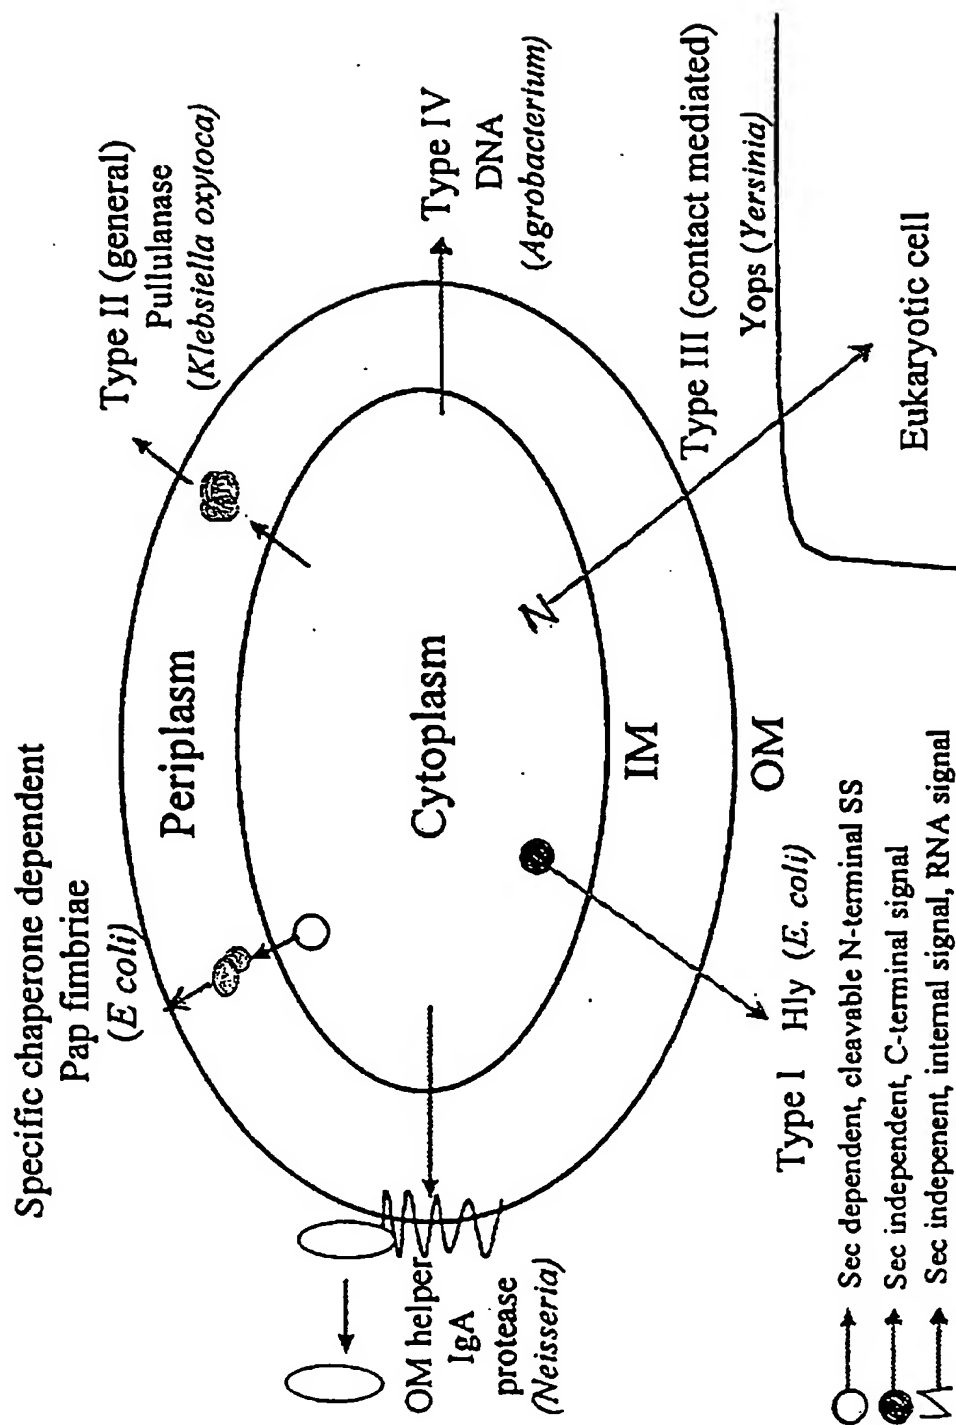 Specific chaperone dependent
Pap fimbriae
(E coli)
Type II (general)
Pullulanase
(Klebsiella oxytoca)
Periplasm
Cytoplasm
IM
OM
Type IV
DNA
(Agrobacterium)
OM helper
IgA
protease
(Neisseria)
Type III (contact mediated)
Yops (Yersinia)
Eukaryotic cell
Type I Hly (E. coli)
Sec dependent, cleavable N-terminal SS
Sec independent, C-terminal signal
Sec indepenent, internal signal, RNA signal